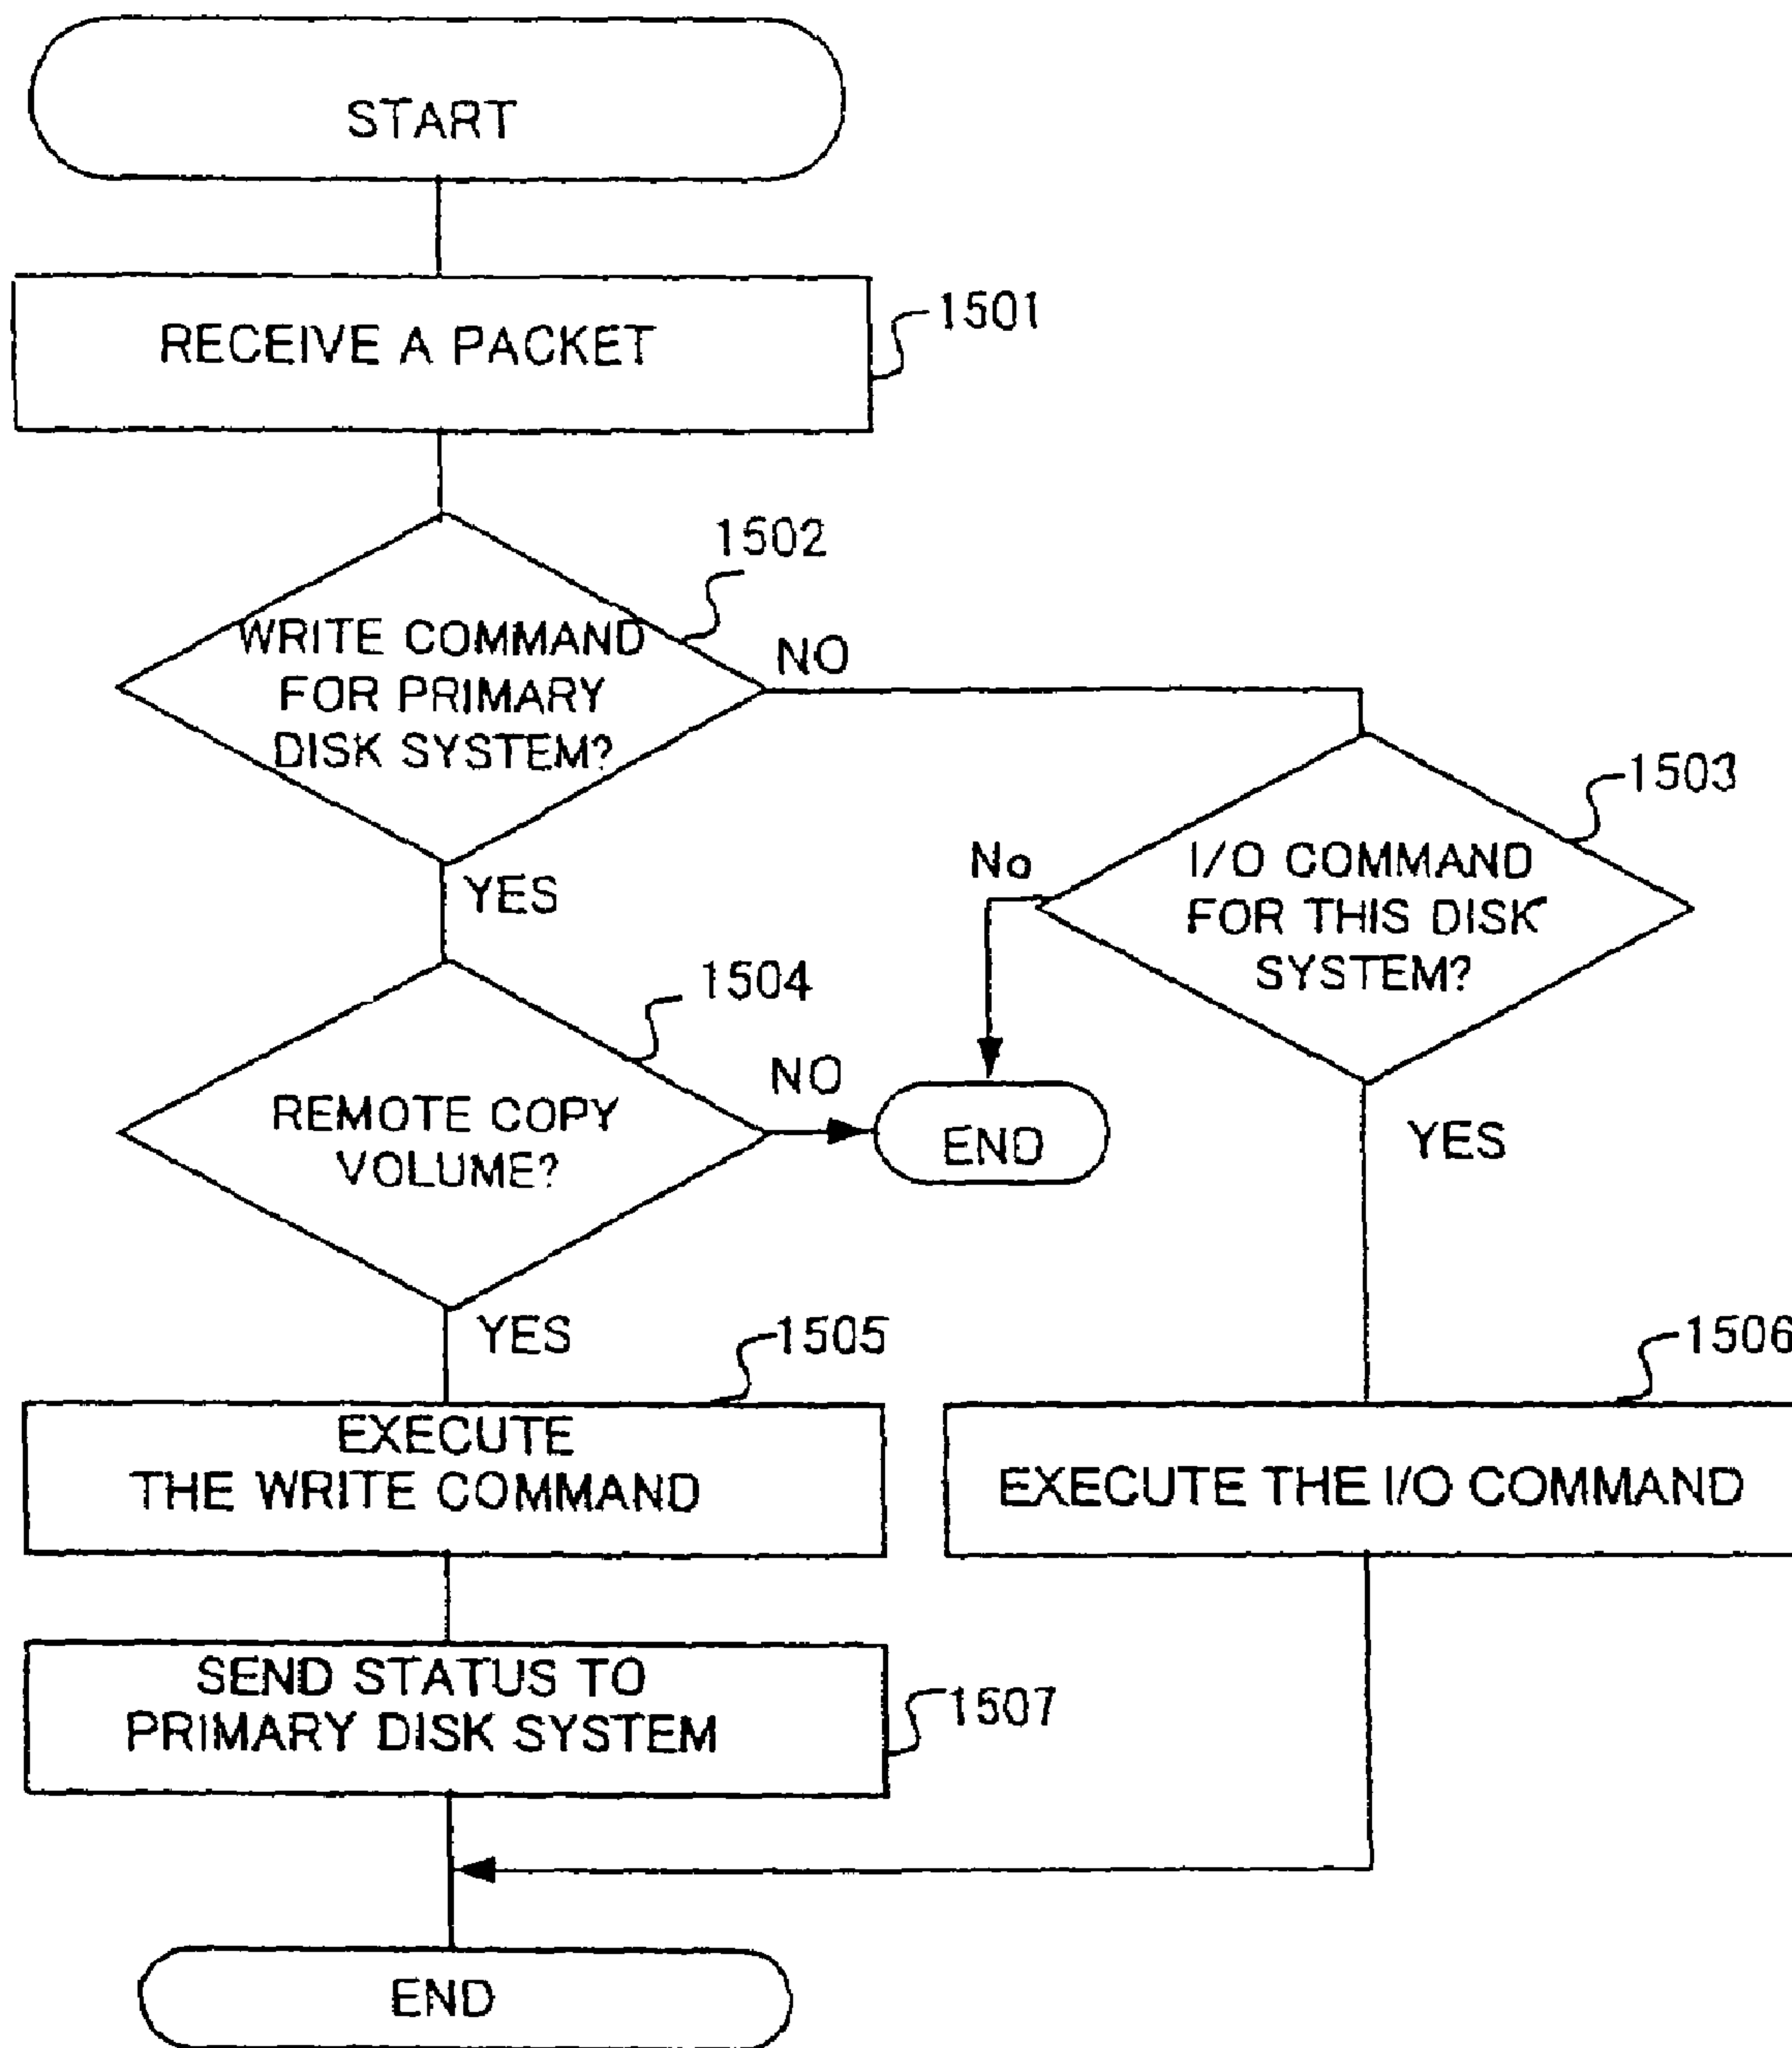 START
RECEIVE A PACKET
1501
1502
WRITE COMMAND
FOR PRIMARY
DISK SYSTEM?
NO
YES
1503
I/O COMMAND
FOR THIS DISK
SYSTEM?
No
YES
1504
REMOTE COPY
VOLUME?
NO
END
YES
1505
EXECUTE
THE WRITE COMMAND
1506
EXECUTE THE I/O COMMAND
SEND STATUS TO
PRIMARY DISK SYSTEM
1507
END